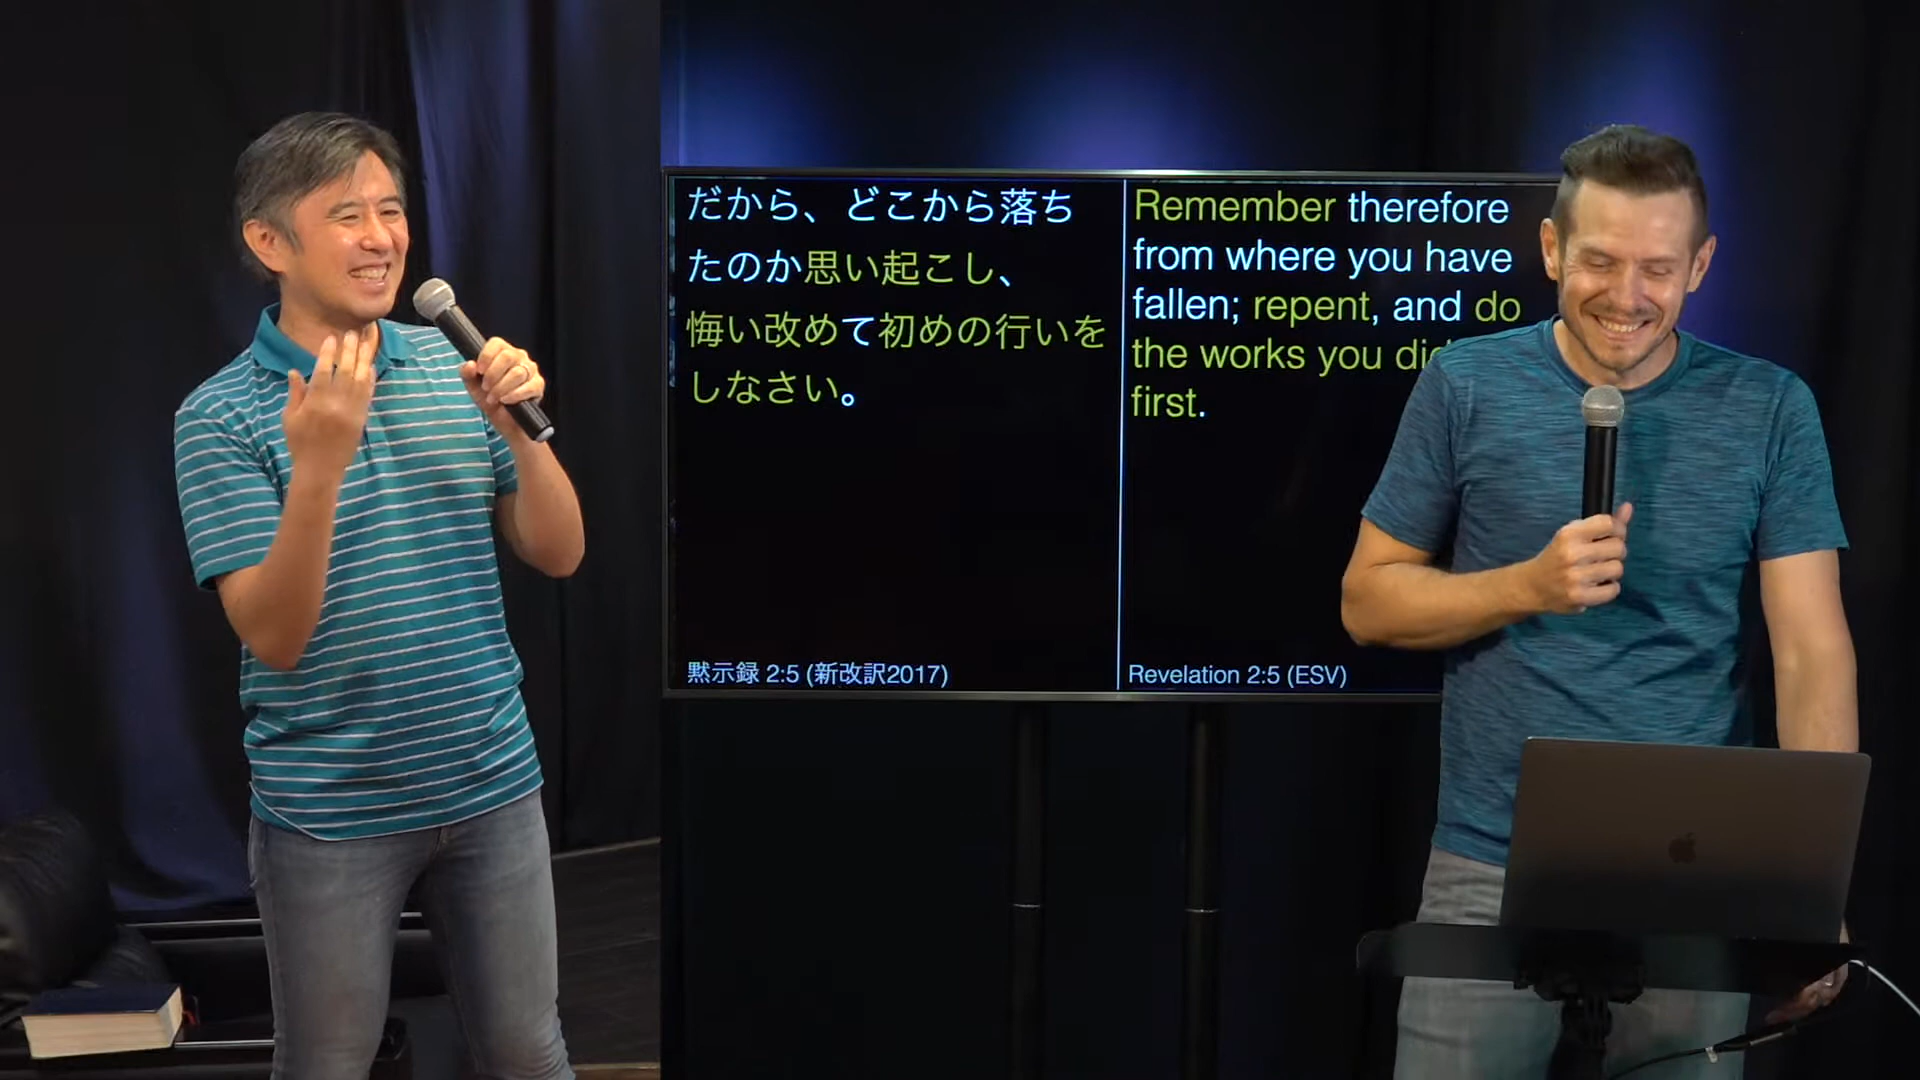 だから、どこから落ち
たのか思い起こし、
悔い改めて初めの行いを
しなさい。
黙示録 2:5 (新改訳2017)
Remember therefore
from where you have
fallen; repent, and do
the works you did
first.
Revelation 2:5 (ESV)